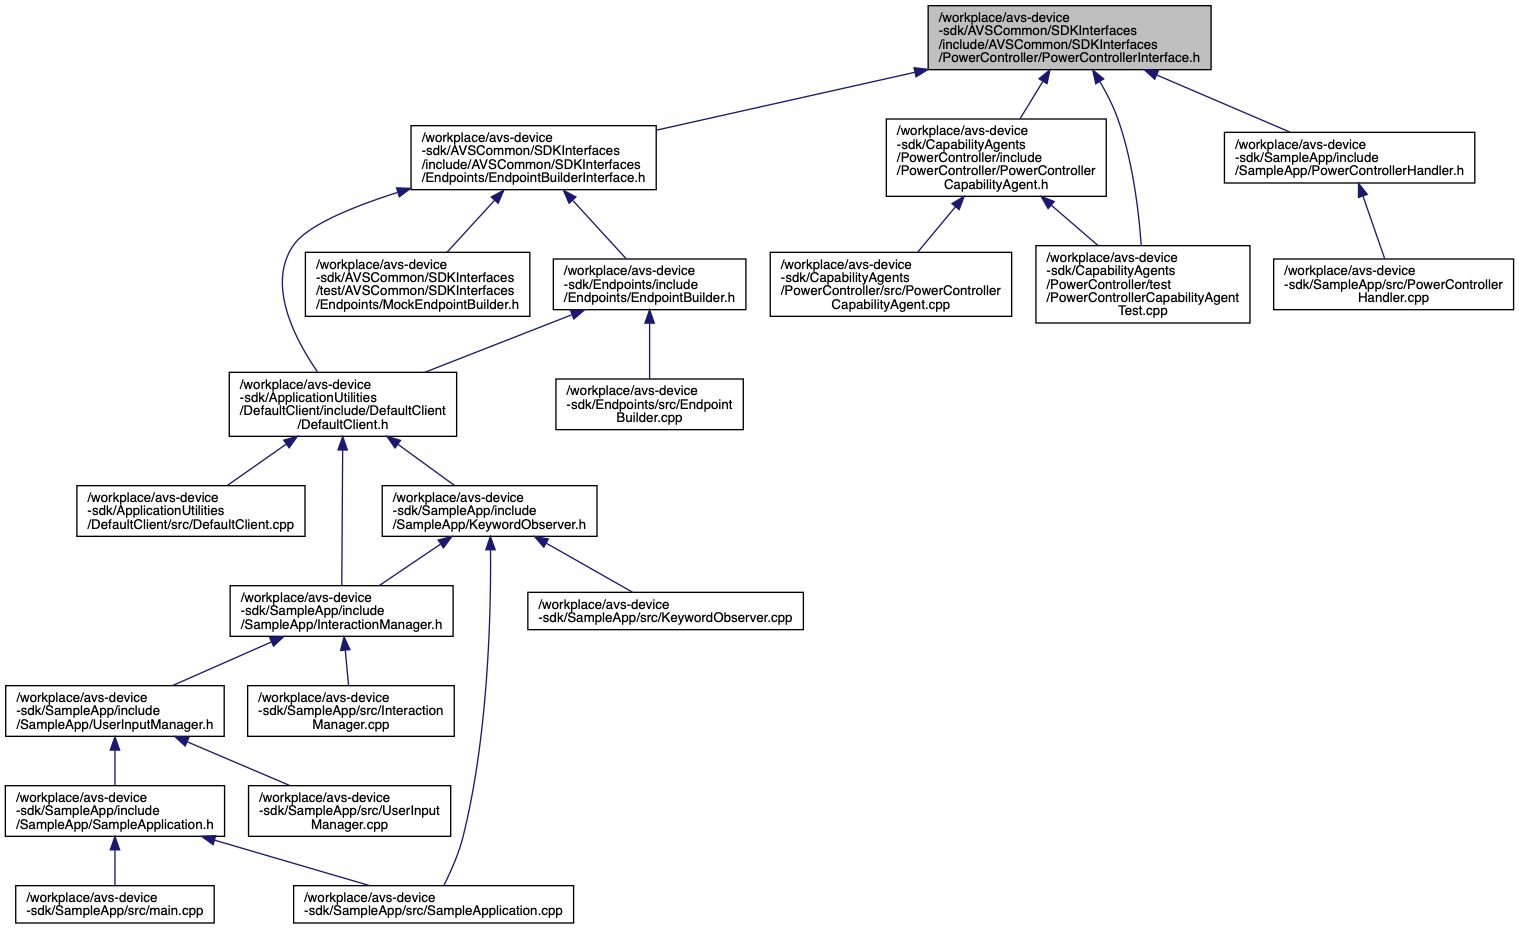 /workplace/avs-device
-sdk/AVSCommon/SDKInterfaces
/include/AVSCommon/SDKInterfaces
/PowerController/PowerControllerInterface.h
/workplace/avs-device
-sdk/AVSCommon/SDKInterfaces
/include/AVSCommon/SDKInterfaces
/Endpoints/EndpointBuilderInterface.h
/workplace/avs-device
-sdk/CapabilityAgents
/PowerController/include
/PowerController/PowerController
CapabilityAgent.h
/workplace/avs-device
-sdk/SampleApp/include
/SampleApp/PowerControllerHandler.h
/workplace/avs-device
-sdk/AVSCommon/SDKInterfaces
/test/AVSCommon/SDKInterfaces
/Endpoints/MockEndpointBuilder.h
/workplace/avs-device
-sdk/Endpoints/include
/Endpoints/EndpointBuilder.h
/workplace/avs-device
-sdk/CapabilityAgents
/PowerController/src/PowerController
CapabilityAgent.cpp
/workplace/avs-device
-sdk/CapabilityAgents
/PowerController/test
/PowerControllerCapabilityAgent
Test.cpp
/workplace/avs-device
-sdk/SampleApp/src/PowerController
Handler.cpp
/workplace/avs-device
-sdk/ApplicationUtilities
/DefaultClient/include/DefaultClient
/DefaultClient.h
/workplace/avs-device
-sdk/Endpoints/src/Endpoint
Builder.cpp
/workplace/avs-device
-sdk/ApplicationUtilities
/DefaultClient/src/DefaultClient.cpp
/workplace/avs-device
-sdk/SampleApp/include
/SampleApp/KeywordObserver.h
/workplace/avs-device
-sdk/SampleApp/include
/SampleApp/InteractionManager.h
/workplace/avs-device
-sdk/SampleApp/src/KeywordObserver.cpp
/workplace/avs-device
-sdk/SampleApp/include
/SampleApp/UserInputManager.h
/workplace/avs-device
-sdk/SampleApp/src/Interaction
Manager.cpp
/workplace/avs-device
-sdk/SampleApp/include
/SampleApp/SampleApplication.h
/workplace/avs-device
-sdk/SampleApp/src/UserInput
Manager.cpp
/workplace/avs-device
-sdk/SampleApp/src/main.cpp
/workplace/avs-device
-sdk/SampleApp/src/SampleApplication.cpp